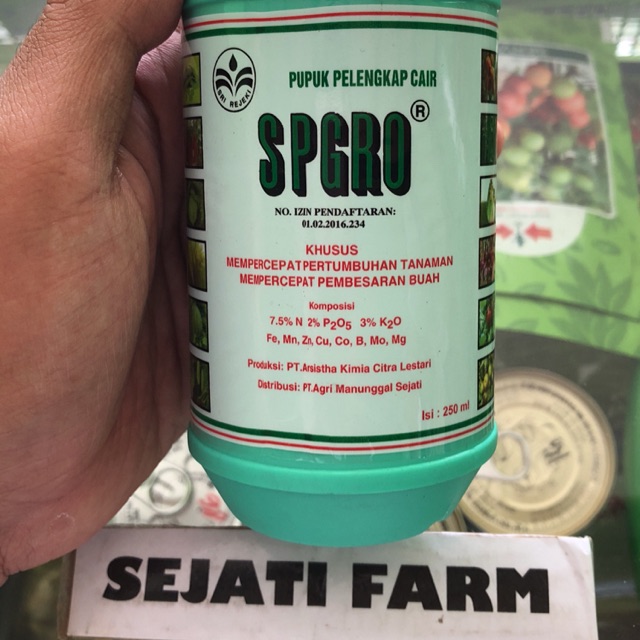 SRI REJEKI
PUPUK PELENGKAP CAIR
SPGRO®
NO. IZIN PENDAFTARAN:
01.02.2016.234
KHUSUS
MEMPERCEPAT PERTUMBUHAN TANAMAN
MEMPERCEPAT PEMBESARAN BUAH
Komposisi
7.5% N 2% P2O5 3% K2O
Fe, Mn, Zn, Cu, Co, B, Mo, Mg
Produksi: PT.Arsistha Kimia Citra Lestari
Distribusi: PT.Agri Manunggal Sejati
Isi : 250 ml
SEJATI FARM